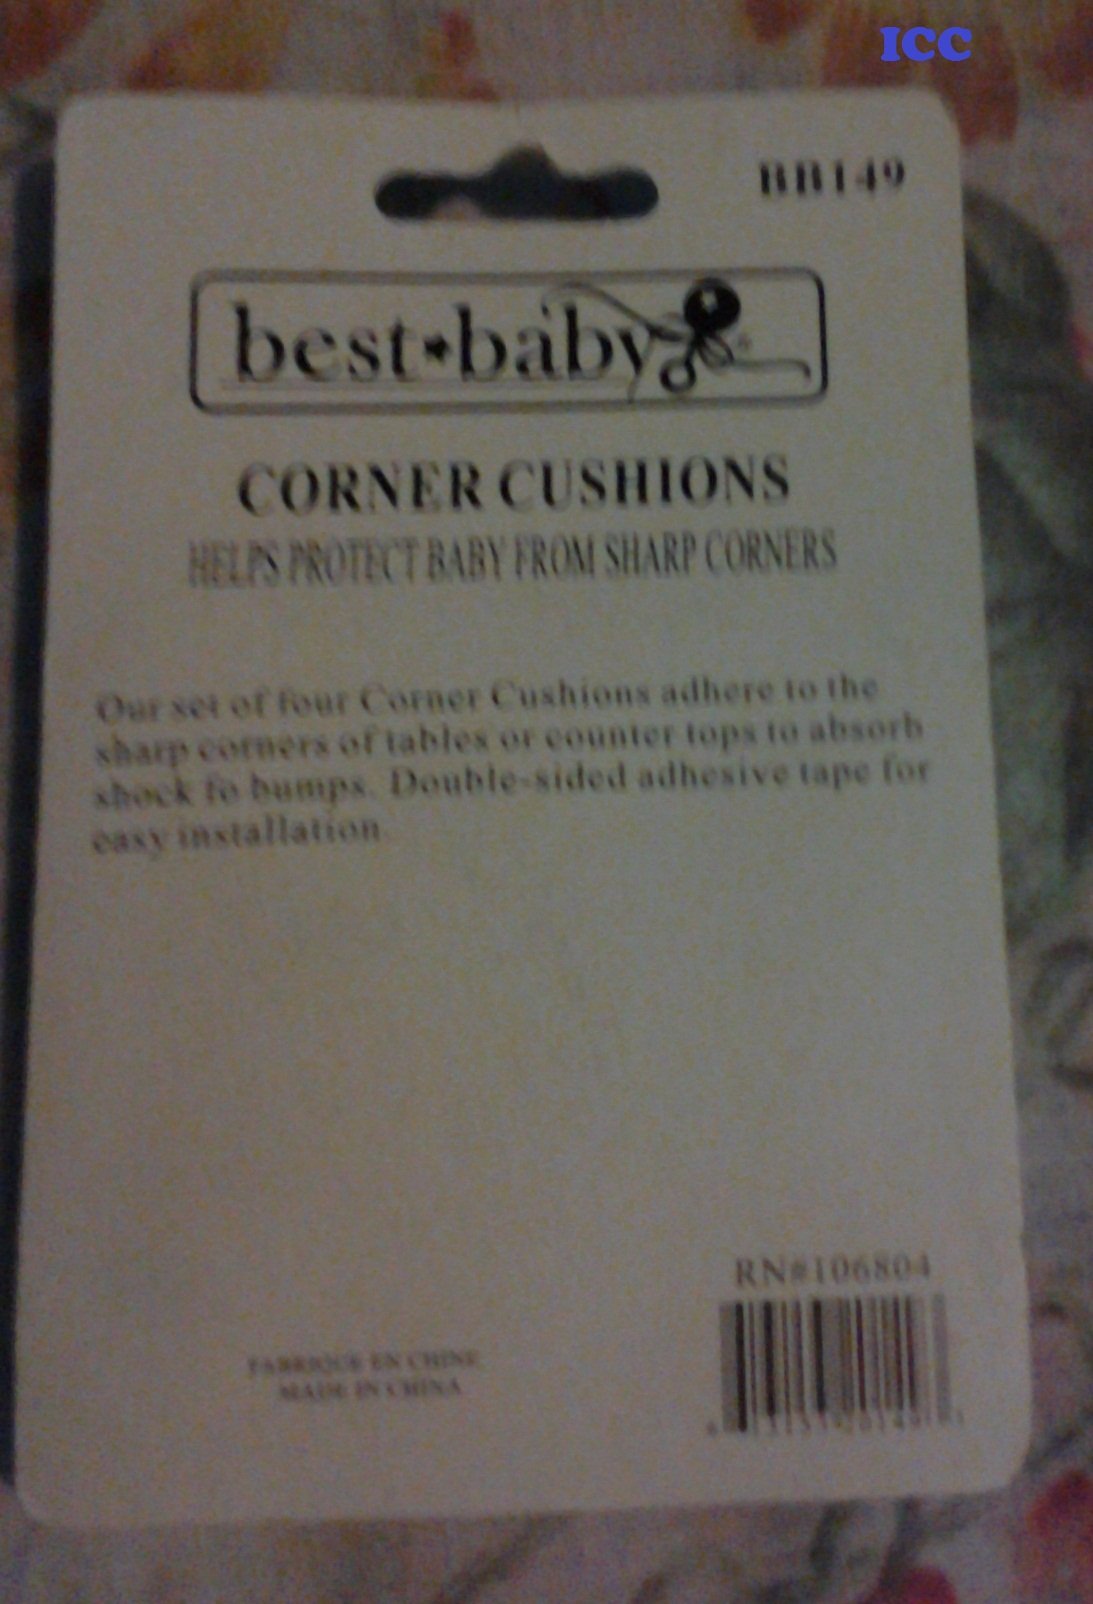 ICC
BB149
best★baby
CORNER CUSHIONS
HELPS PROTECT BABY FROM SHARP CORNERS
Our set of four Corner Cushions adhere to the
sharp corners of tables or counter tops to absorb
shock fo bumps. Double-sided adhesive tape for
easy installation.
RN#106804
FABRIQUE EN CHINE
MADE IN CHINA